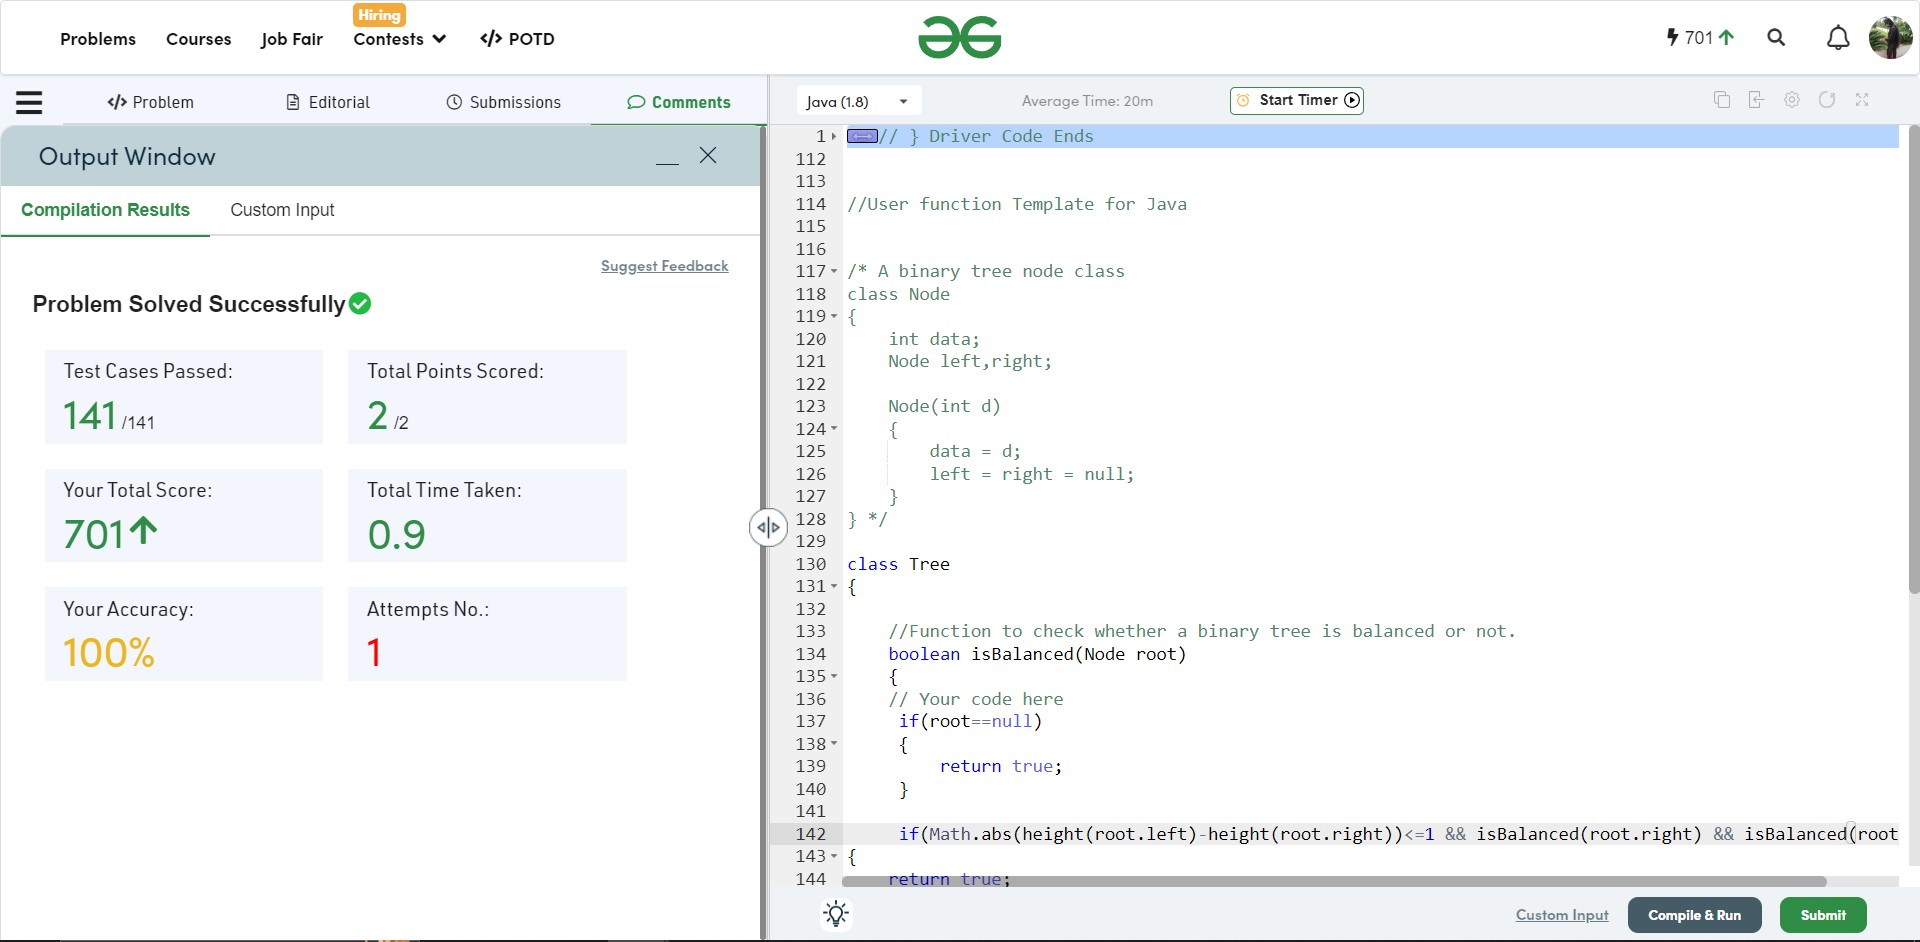 Hiring
Problems Courses Job Fair Contests </> POTD
701
</> Problem Editorial Submissions Comments
Java (1.8) Average Time: 20m Start Timer
Output Window
Compilation Results Custom Input
Suggest Feedback
Problem Solved Successfully
Test Cases Passed: Total Points Scored:
141 /141 2 /2
Your Total Score: Total Time Taken:
701 0.9
Your Accuracy: Attempts No.:
100% 1
1 // } Driver Code Ends
112
113
114 //User function Template for Java
115
116
117 /* A binary tree node class
118 class Node
119 {
120 int data;
121 Node left,right;
122
123 Node(int d)
124 {
125 data = d;
126 left = right = null;
127 }
128 } */
129
130 class Tree
131 {
132
133 //Function to check whether a binary tree is balanced or not.
134 boolean isBalanced(Node root)
135 {
136 // Your code here
137 if(root==null)
138 {
139 return true;
140 }
141
142 if(Math.abs(height(root.left)-height(root.right))<=1 && isBalanced(root.right) && isBalanced(root
143 {
144 return true;
Custom Input Compile & Run Submit